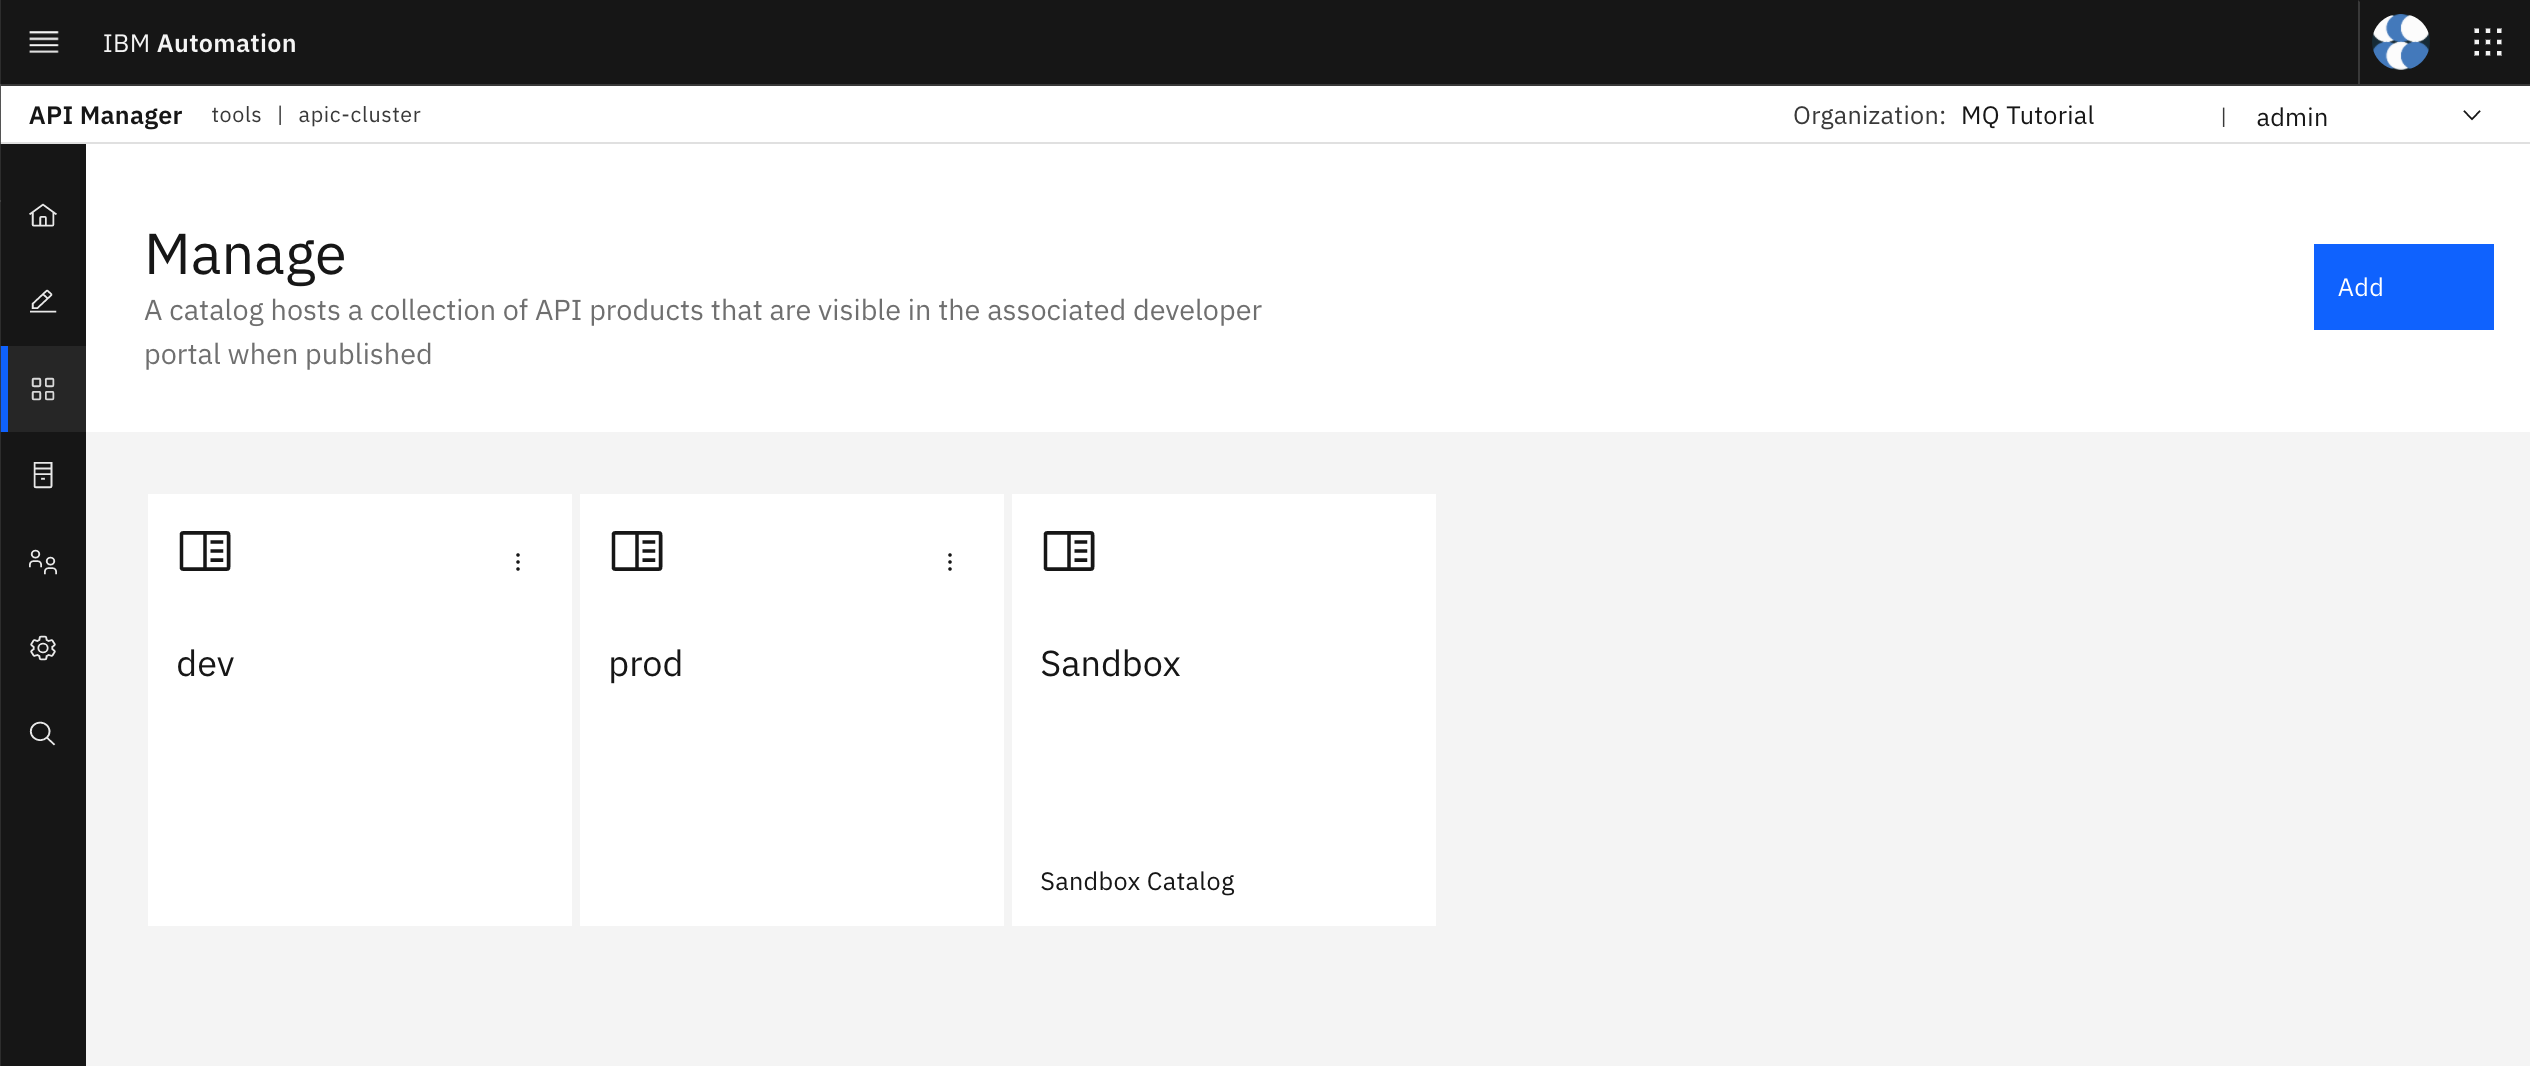 IBM Automation
API Manager tools | apic-cluster Organization: MQ Tutorial | admin
Manage
A catalog hosts a collection of API products that are visible in the associated developer
portal when published
Add
dev
prod
Sandbox
Sandbox Catalog